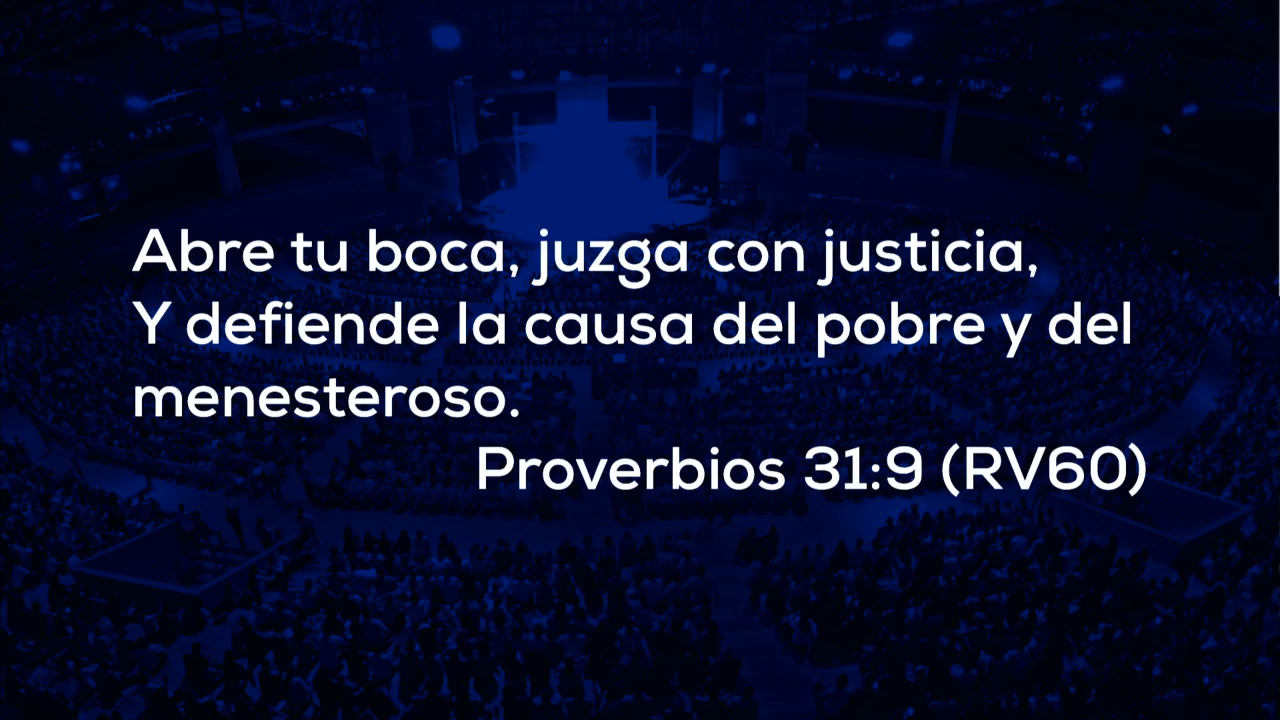 Abre tu boca, juzga con justicia,
Y defiende la causa del pobre y del
menesteroso.
Proverbios 31:9 (RV60)